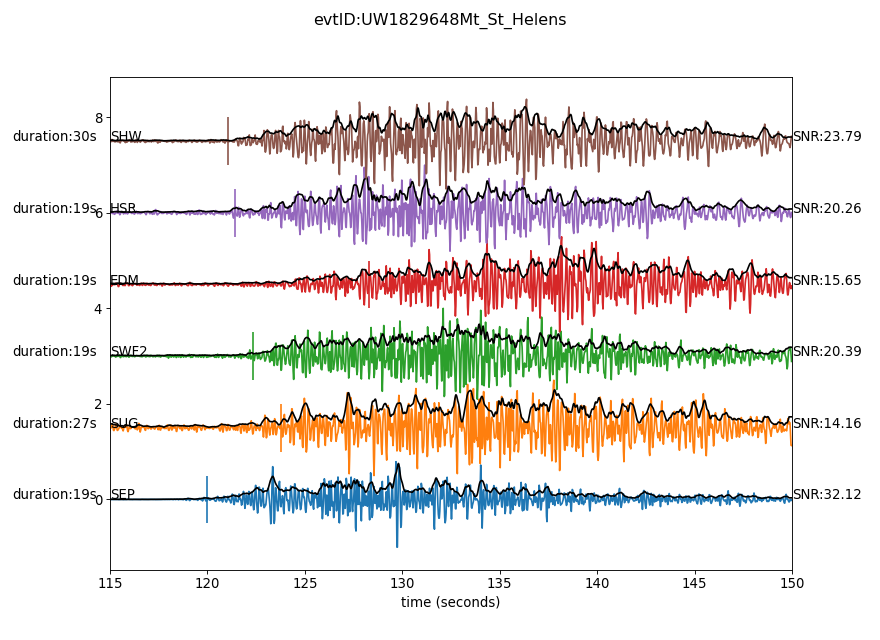 evtID:UW1829648Mt_St_Helens
8
duration:30s SHW SNR:23.79
duration:19s HSR SNR:20.26
6
duration:19s EDM SNR:15.65
4
duration:19s SWF2 SNR:20.39
2
duration:27s SUG SNR:14.16
duration:19s SEP SNR:32.12
0
115 120 125 130 135 140 145 150
time (seconds)